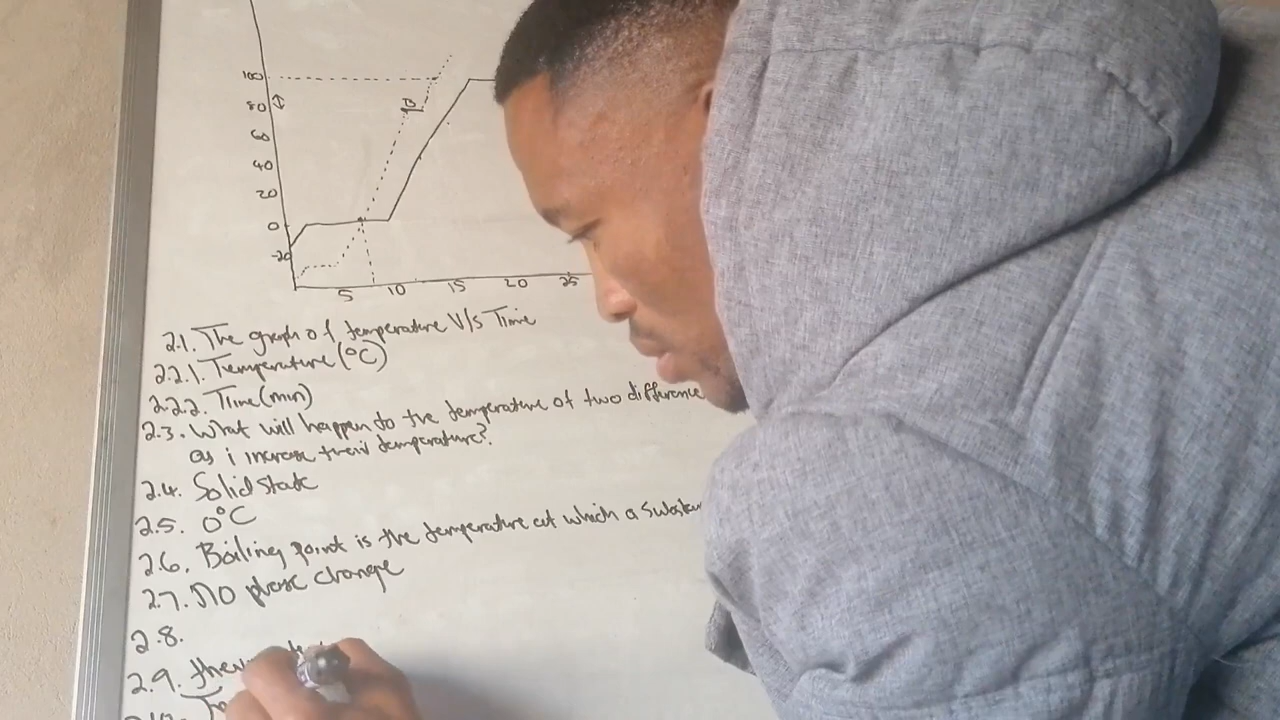 100
80
B
60
40
20
0
-20
5 10 15 20 25
2.1. The graph of temperature V/s Time
2.2.1. Temperature (°C)
2.2.2. Time (min)
2.3. What will happen to the temperature of two difference
as i increase their temperature?
2.4. Solid state
2.5. 0°C
2.6. Boiling point is the temperature at which a
2.7. No phase change
2.8.
2.9.